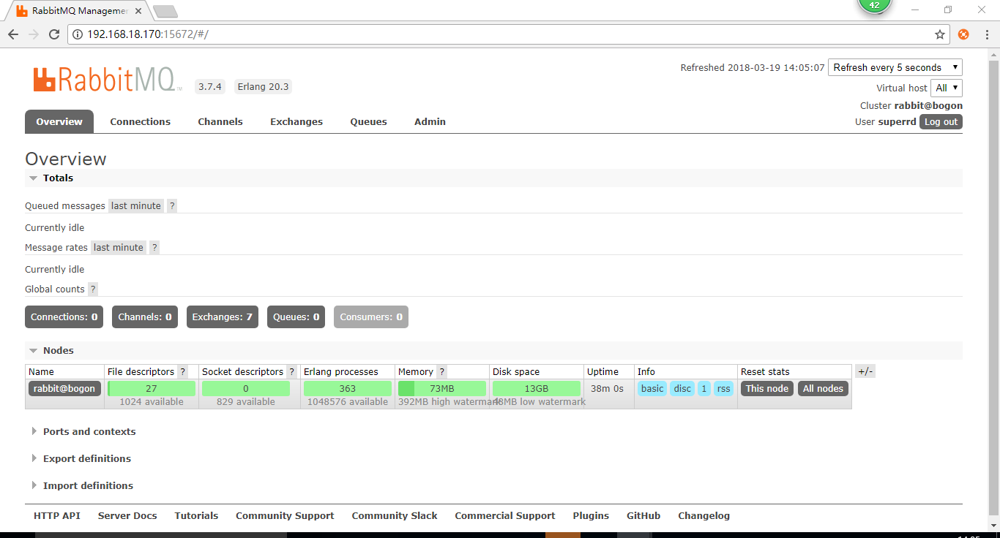 RabbitMQ Manageme
42
192.168.18.170:15672/#/
RabbitMQ TM 3.7.4 Erlang 20.3
Refreshed 2018-03-19 14:05:07 Refresh every 5 seconds
Virtual host All
Cluster rabbit@bogon
User superrd Log out
Overview Connections Channels Exchanges Queues Admin
Overview
Totals
Queued messages last minute ?
Currently idle
Message rates last minute ?
Currently idle
Global counts ?
Connections: 0 Channels: 0 Exchanges: 7 Queues: 0 Consumers: 0
Nodes
Name File descriptors ? Socket descriptors ? Erlang processes Memory ? Disk space Uptime Info Reset stats +/-
rabbit@bogon 27 0 363 73MB 13GB 38m 0s basic disc 1 rss This node All nodes
1024 available 829 available 1048576 available 392MB high watermark 48MB low watermark
Ports and contexts
Export definitions
Import definitions
HTTP API Server Docs Tutorials Community Support Community Slack Commercial Support Plugins GitHub Changelog